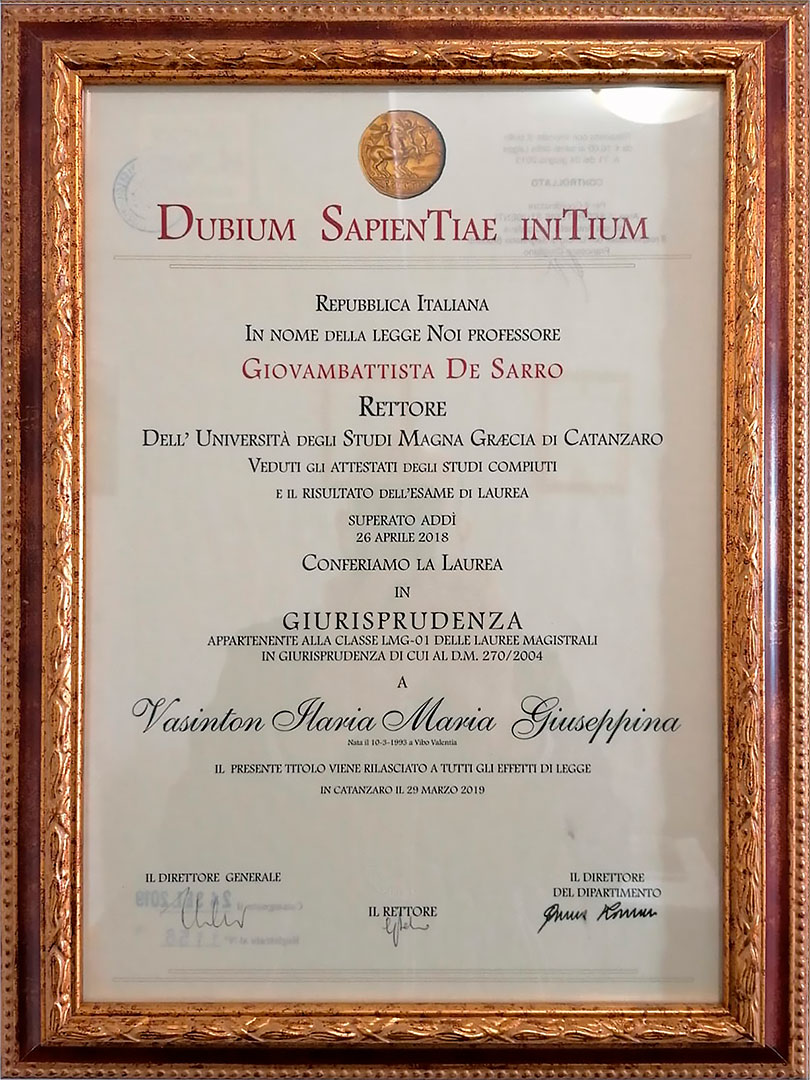 Dubium SapienTiae iniTium
Repubblica Italiana
In nome della legge Noi professore
Giovambattista De Sarro
Rettore
Dell' Università degli Studi Magna Græcia di Catanzaro
Veduti gli attestati degli studi compiuti
e il risultato dell'esame di laurea
superato addì
26 aprile 2018
Conferiamo la Laurea
in
GIURISPRUDENZA
APPARTENENTE ALLA CLASSE LMG-01 DELLE LAUREE MAGISTRALI
IN GIURISPRUDENZA DI CUI AL D.M. 270/2004
A
Vasinton Ilaria Maria Giuseppina
Nata il 10-3-1993 a Vibo Valentia
IL PRESENTE TITOLO VIENE RILASCIATO A TUTTI GLI EFFETTI DI LEGGE
IN CATANZARO IL 29 MARZO 2019
IL DIRETTORE GENERALE
IL RETTORE
IL DIRETTORE
DEL DIPARTIMENTO